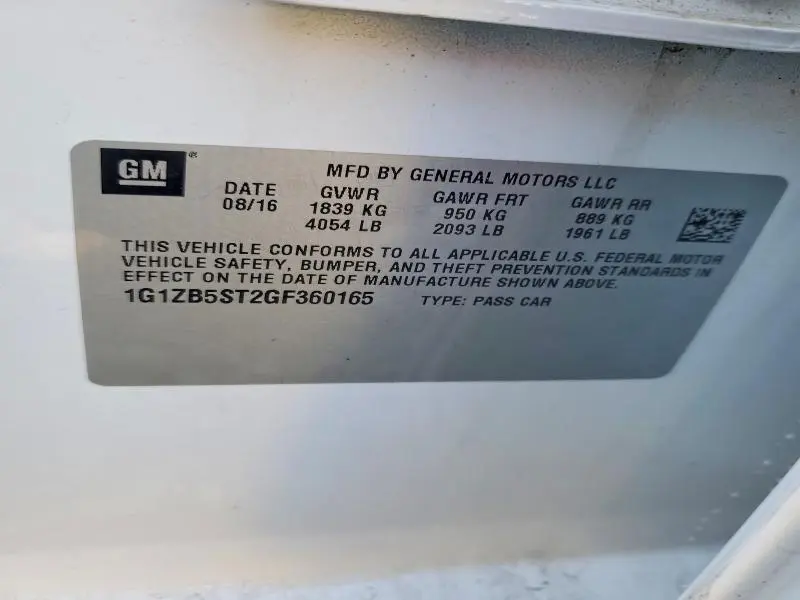 GM®
MFD BY GENERAL MOTORS LLC
DATE GVWR GAWR FRT GAWR RR
08/16 1839 KG 950 KG 889 KG
4054 LB 2093 LB 1961 LB
THIS VEHICLE CONFORMS TO ALL APPLICABLE U.S. FEDERAL MOTOR
VEHICLE SAFETY, BUMPER, AND THEFT PREVENTION STANDARDS IN
EFFECT ON THE DATE OF MANUFACTURE SHOWN ABOVE.
1G1ZB5ST2GF360165 TYPE: PASS CAR